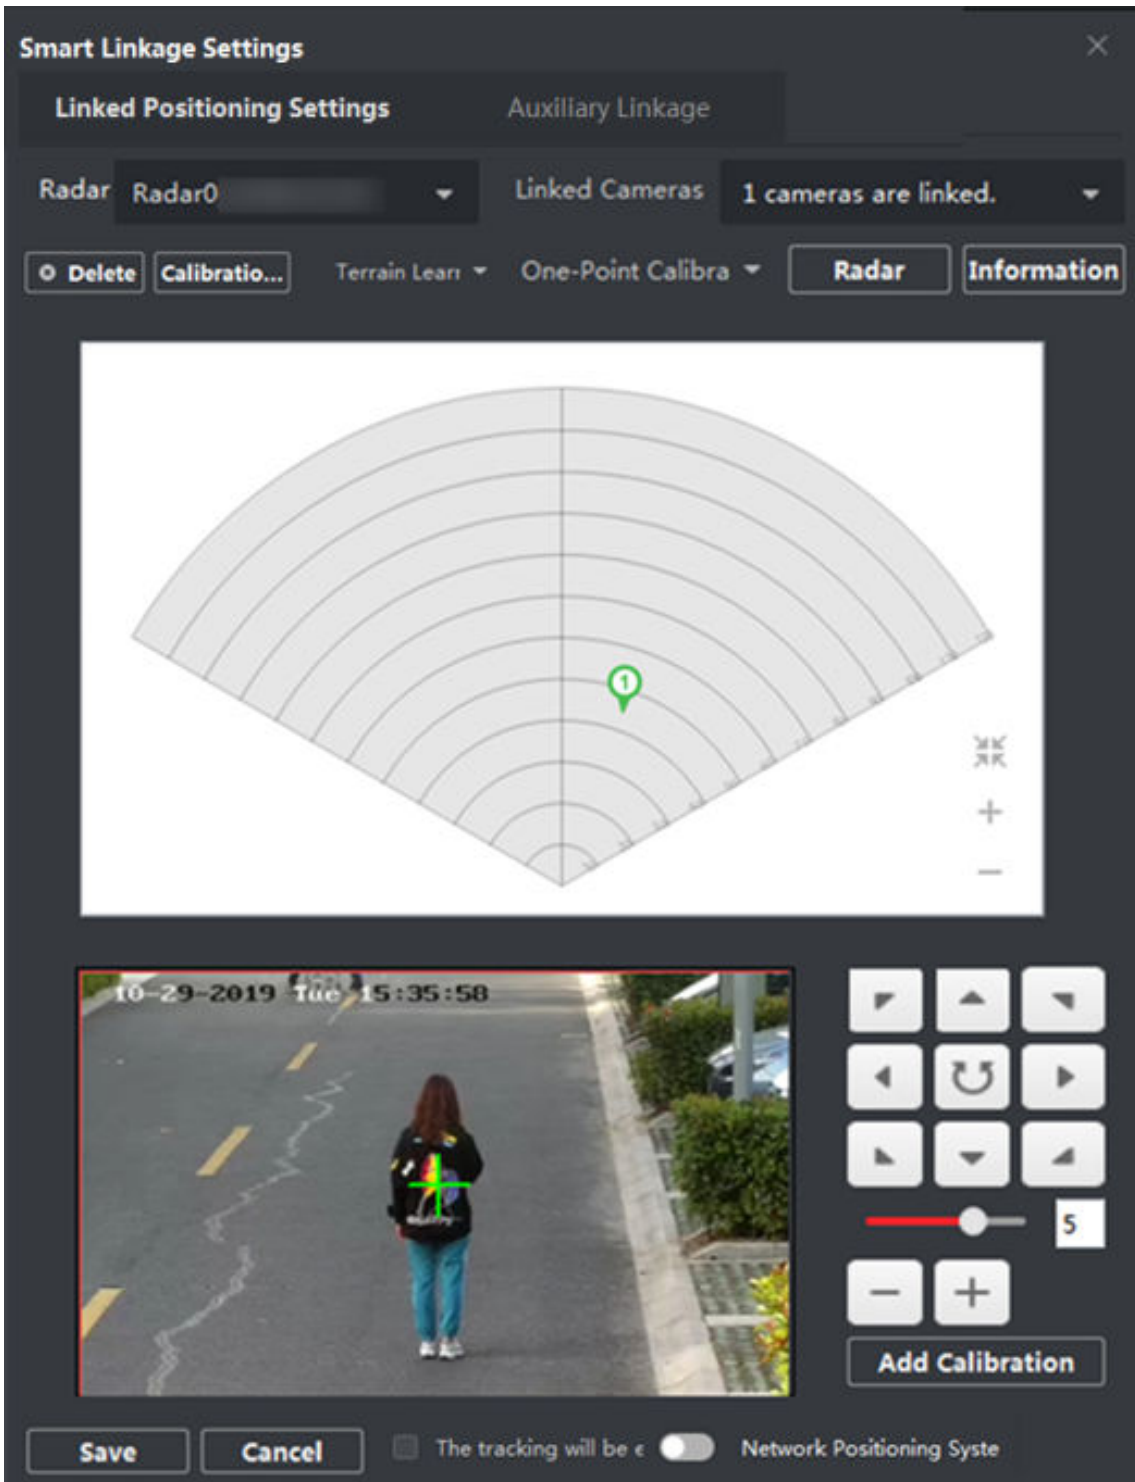 Smart Linkage Settings
Linked Positioning Settings Auxiliary Linkage
Radar Radar0 Linked Cameras 1 cameras are linked.
Delete Calibratio... Terrain Lear One-Point Calibra Radar Information
1
10-29-2019 Tue 15:35:58
5
Add Calibration
Save Cancel The tracking will be e Network Positioning Syste